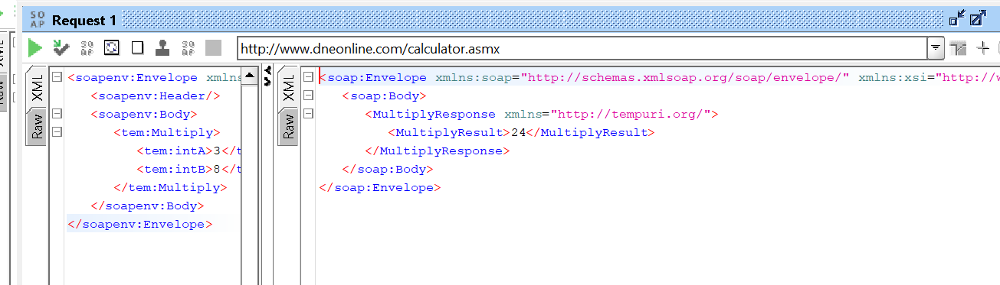 SO AP Request 1
http://www.dneonline.com/calculator.asmx
XML
Raw
<soapenv:Envelope xmlns
<soapenv:Header/>
<soapenv:Body>
<tem:Multiply>
<tem:intA>3</t
<tem:intB>8</t
</tem:Multiply>
</soapenv:Body>
</soapenv:Envelope>
XML
Raw
<soap:Envelope xmlns:soap="http://schemas.xmlsoap.org/soap/envelope/" xmlns:xsi="http://w
<soap:Body>
<MultiplyResponse xmlns="http://tempuri.org/">
<MultiplyResult>24</MultiplyResult>
</MultiplyResponse>
</soap:Body>
</soap:Envelope>